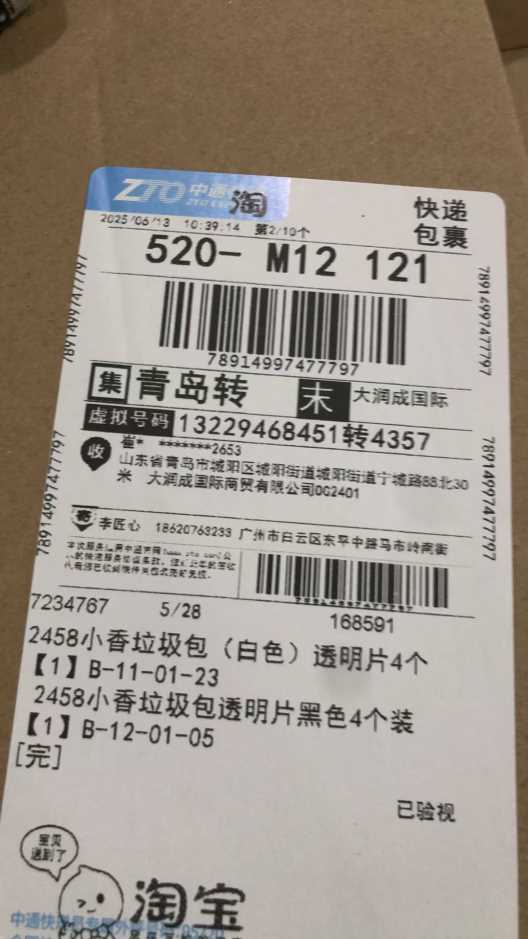 ZTO 中通
淘
快递
包裹
2025/06/13 10:39:14 第2/10个
520- M12 121
78914997477797
78914997477797
78914997477797
集 青岛转 末 大润成国际
虚拟号码 13229468451转4357
收 崔* *******2653
山东省青岛市城阳区城阳街道城阳街道宁城路88北30
米 大润成国际商贸有限公司002401
78914997477797
78914997477797
寄 李匠心 18620763233 广州市白云区东平中路马市岭南街
78914997477797
7234767 5/28 168591
2458小香垃圾包（白色）透明片4个
【1】B-11-01-23
2458小香垃圾包透明片黑色4个装
【1】B-12-01-05
[完]
已验视
宝贝
送到了
淘宝